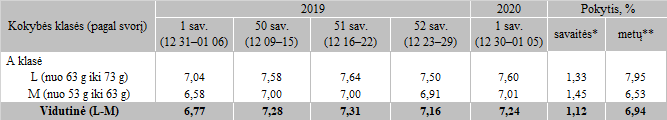 Kokybės klasės (pagal svorį) 2019 2020 Pokytis, %
1 sav. (12 31–01 06) 50 sav. (12 09–15) 51 sav. (12 16–22) 52 sav. (12 23–29) 1 sav. (12 30–01 05) savaitės* metų**
A klasė
L (nuo 63 g iki 73 g) 7,04 7,58 7,64 7,50 7,60 1,33 7,95
M (nuo 53 g iki 63 g) 6,58 7,00 7,00 6,91 7,01 1,45 6,53
Vidutinė (L-M) 6,77 7,28 7,31 7,16 7,24 1,12 6,94